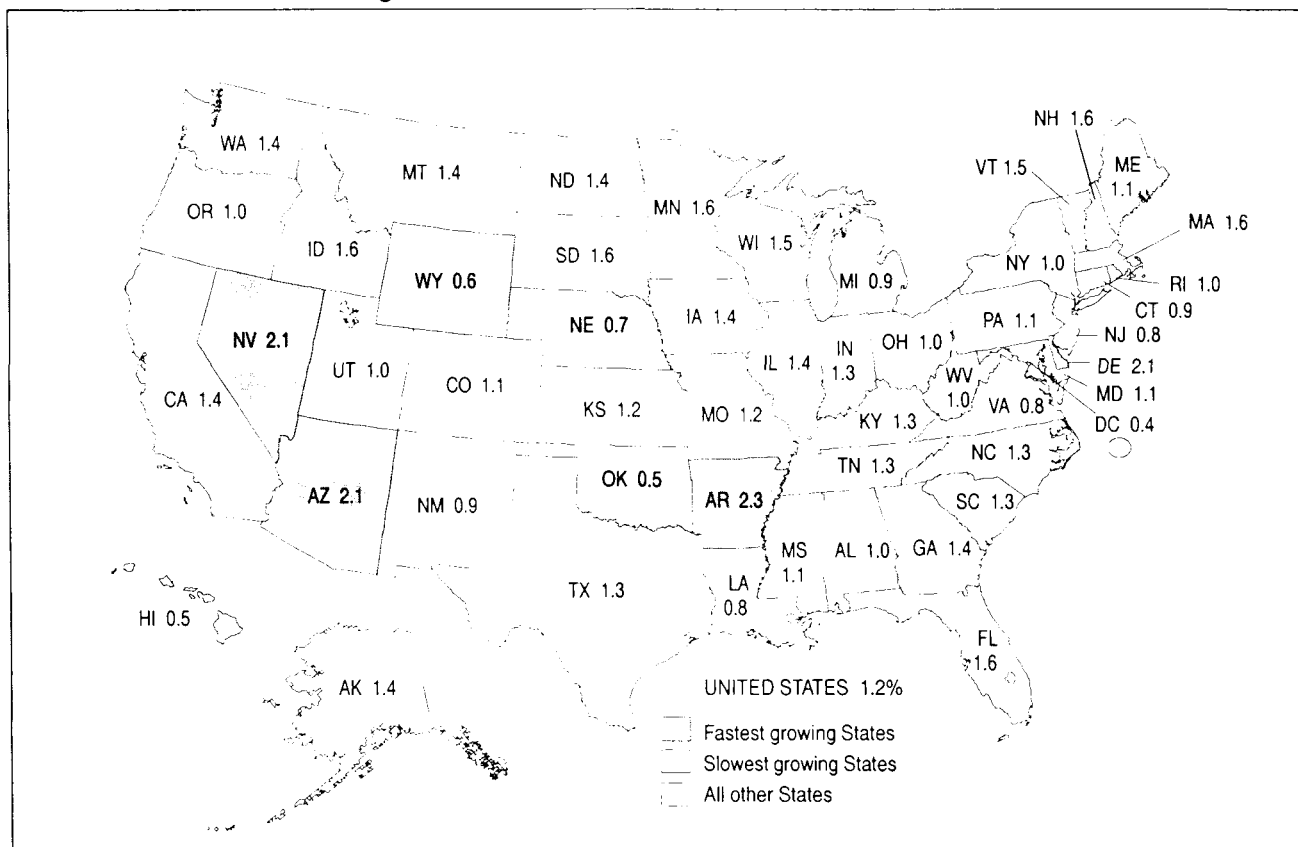 NH 1.6
WA 1.4
MT 1.4
ND 1.4
VT 1.5
ME
1.1
OR 1.0
MN 1.6
MA 1.6
ID 1.6
SD 1.6
WI 1.5
NY 1.0
WY 0.6
MI 0.9
RI 1.0
CT 0.9
NE 0.7
IA 1.4
PA 1.1
NJ 0.8
NV 2.1
OH 1.0
UT 1.0
CO 1.1
IL 1.4
IN
1.3
DE 2.1
WV
1.0
MD 1.1
CA 1.4
KS 1.2
MO 1.2
KY 1.3
VA 0.8
DC 0.4
NC 1.3
TN 1.3
AZ 2.1
NM 0.9
OK 0.5
AR 2.3
SC 1.3
MS
1.1
AL 1.0
GA 1.4
TX 1.3
LA
0.8
HI 0.5
FL
1.6
AK 1.4
UNITED STATES 1.2%
Fastest growing States
Slowest growing States
All other States